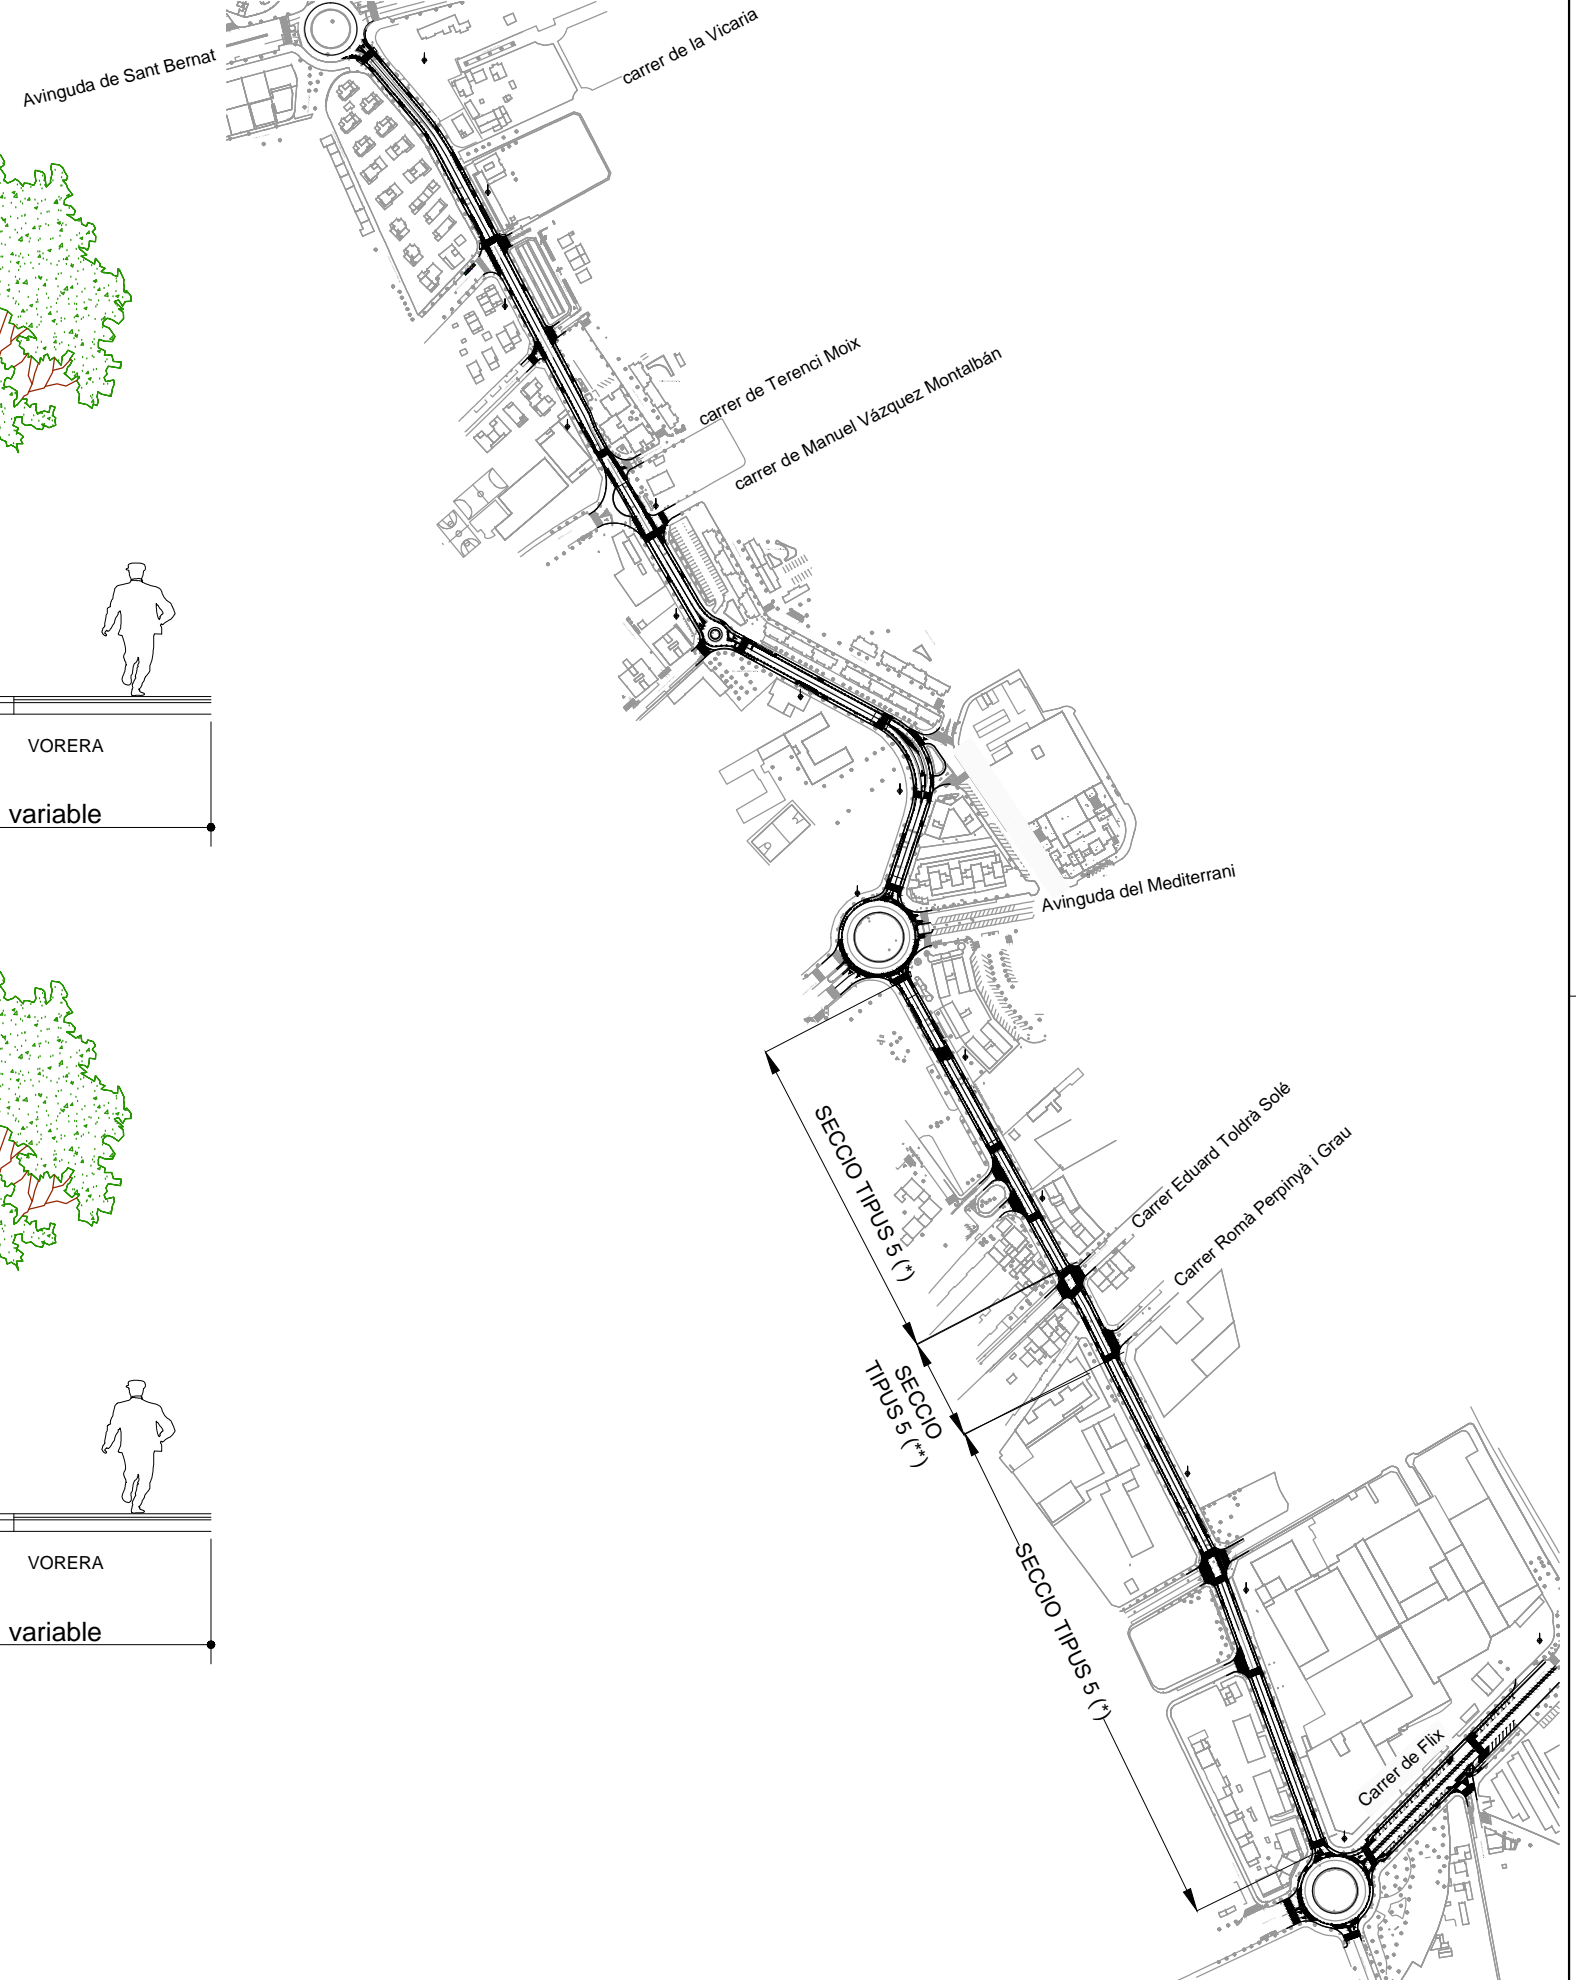 Avinguda de Sant Bernat
carrer de la Vicaria
carrer de Terenci Moix
carrer de Manuel Vázquez Montalbán
VORERA
variable
Avinguda del Mediterrani
SECCIO TIPUS 5 (*)
Carrer Eduard Toldrà Solé
Carrer Romà Perpinyà i Grau
SECCIO
TIPUS 5 (**)
VORERA
variable
SECCIO TIPUS 5 (*)
Carrer de Flix